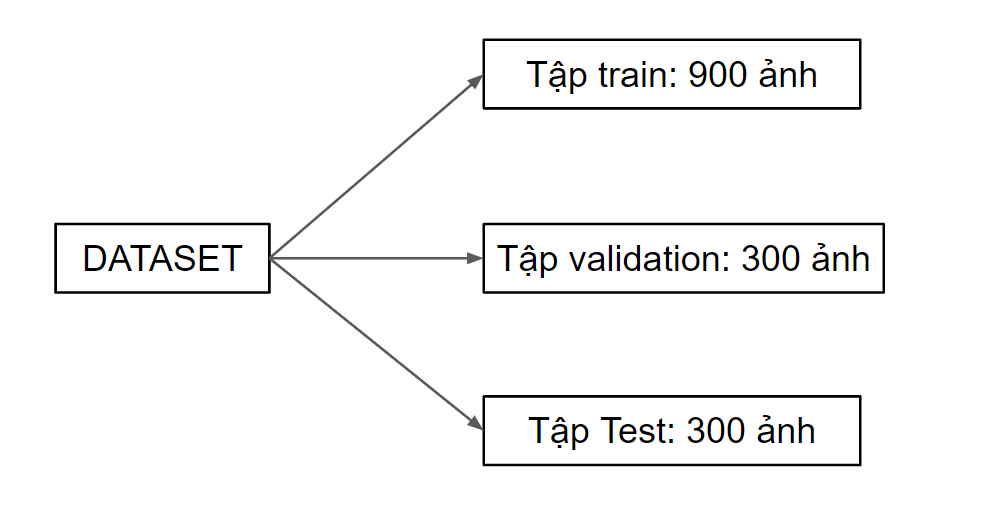 Tập train: 900 ảnh
DATASET
Tập validation: 300 ảnh
Tập Test: 300 ảnh